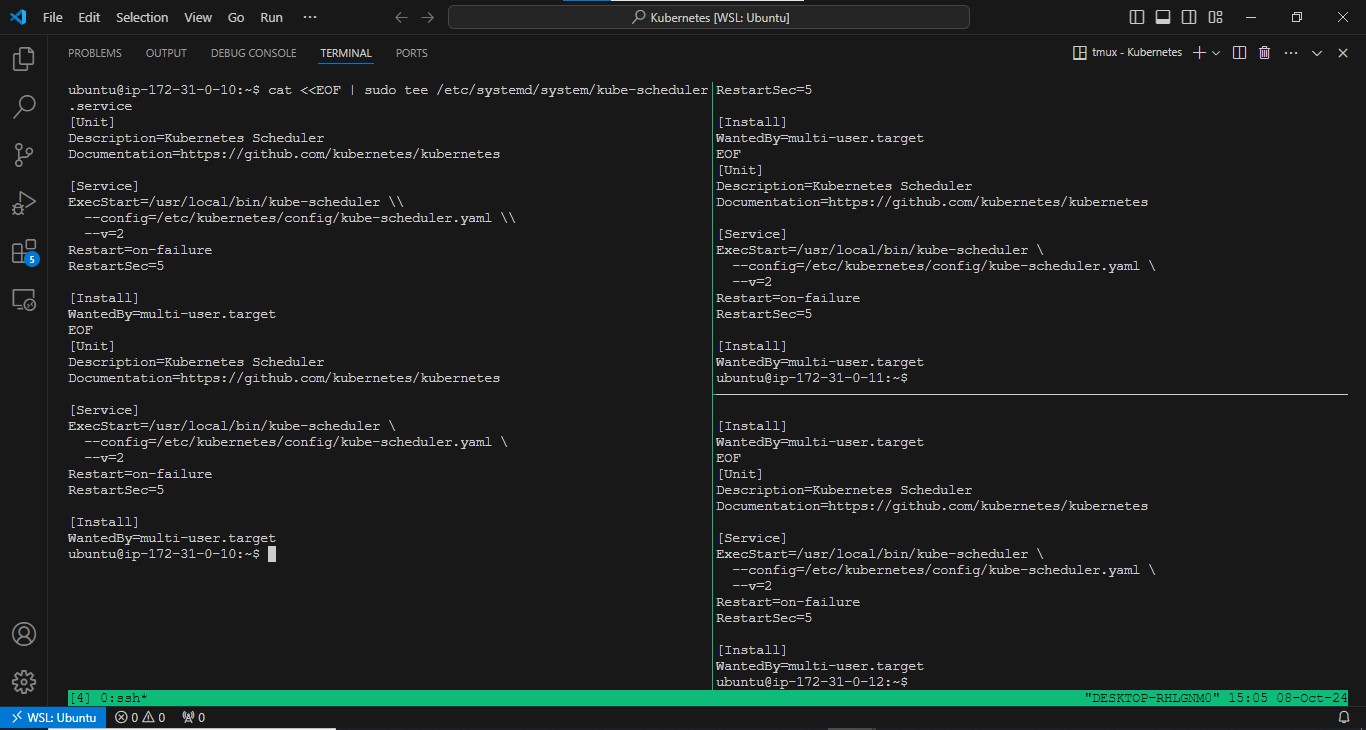 File Edit Selection View Go Run ···
Kubernetes [WSL: Ubuntu]
PROBLEMS OUTPUT DEBUG CONSOLE TERMINAL PORTS
tmux - Kubernetes
ubuntu@ip-172-31-0-10:~$ cat <<EOF | sudo tee /etc/systemd/system/kube-scheduler
.service
[Unit]
Description=Kubernetes Scheduler
Documentation=https://github.com/kubernetes/kubernetes
[Service]
ExecStart=/usr/local/bin/kube-scheduler \\
  --config=/etc/kubernetes/config/kube-scheduler.yaml \\
  --v=2
Restart=on-failure
RestartSec=5
[Install]
WantedBy=multi-user.target
EOF
[Unit]
Description=Kubernetes Scheduler
Documentation=https://github.com/kubernetes/kubernetes
[Service]
ExecStart=/usr/local/bin/kube-scheduler \
  --config=/etc/kubernetes/config/kube-scheduler.yaml \
  --v=2
Restart=on-failure
RestartSec=5
[Install]
WantedBy=multi-user.target
ubuntu@ip-172-31-0-10:~$
RestartSec=5
[Install]
WantedBy=multi-user.target
EOF
[Unit]
Description=Kubernetes Scheduler
Documentation=https://github.com/kubernetes/kubernetes
[Service]
ExecStart=/usr/local/bin/kube-scheduler \
  --config=/etc/kubernetes/config/kube-scheduler.yaml \
  --v=2
Restart=on-failure
RestartSec=5
[Install]
WantedBy=multi-user.target
ubuntu@ip-172-31-0-11:~$
[Install]
WantedBy=multi-user.target
EOF
[Unit]
Description=Kubernetes Scheduler
Documentation=https://github.com/kubernetes/kubernetes
[Service]
ExecStart=/usr/local/bin/kube-scheduler \
  --config=/etc/kubernetes/config/kube-scheduler.yaml \
  --v=2
Restart=on-failure
RestartSec=5
[Install]
WantedBy=multi-user.target
ubuntu@ip-172-31-0-12:~$
5
[4] 0:ssh* "DESKTOP-RHLGNM0" 15:05 08-Oct-24
WSL: Ubuntu 0 0 0